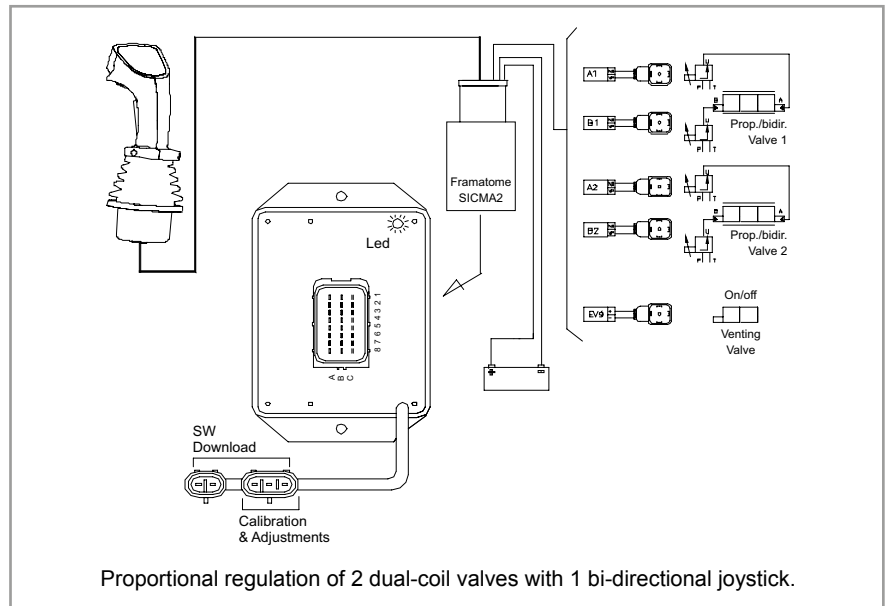 A1
U
P T
B A
B1
U
Prop./bidir.
Valve 1
P T
Framatome
SICMA2
A2
U
P T
B A
B2
U
Prop./bidir.
Valve 2
P T
Led
On/off
EV9
Venting
Valve
8 7 6 5 4 3 2 1
A B C
+ -
SW
Download
Calibration
& Adjustments
Proportional regulation of 2 dual-coil valves with 1 bi-directional joystick.